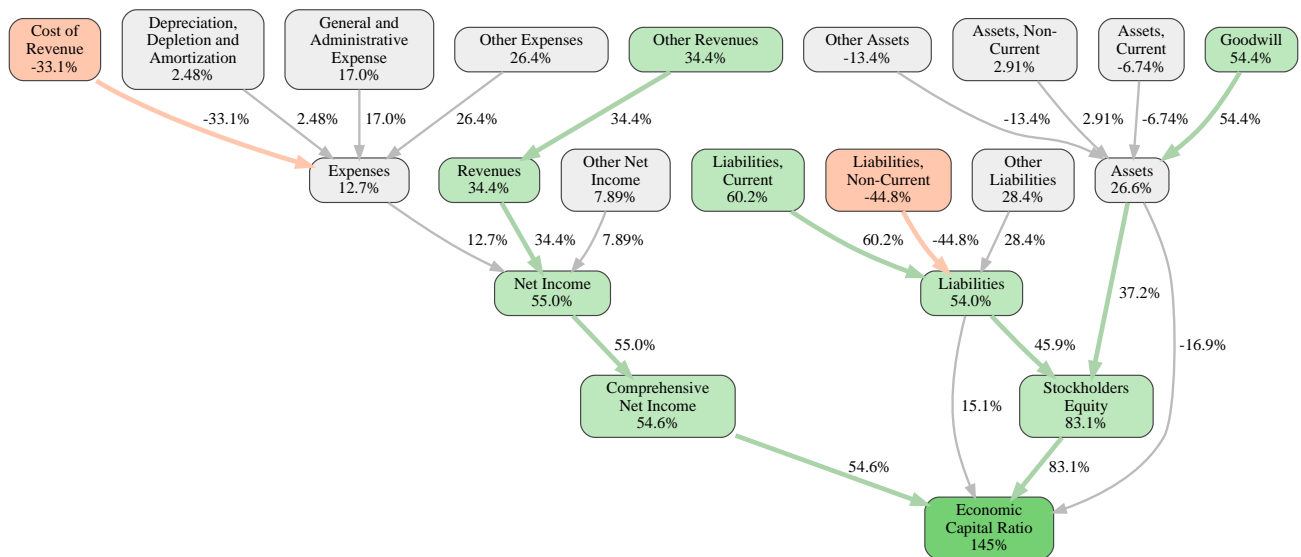 Cost of
Revenue
-33.1%
Depreciation,
Depletion and
Amortization
2.48%
General and
Administrative
Expense
17.0%
Other Expenses
26.4%
Other Revenues
34.4%
Other Assets
-13.4%
Assets, Non-
Current
2.91%
Assets,
Current
-6.74%
Goodwill
54.4%
-33.1%
2.48%
17.0%
26.4%
34.4%
-13.4%
2.91%
-6.74%
54.4%
Expenses
12.7%
Revenues
34.4%
Other Net
Income
7.89%
Liabilities,
Current
60.2%
Liabilities,
Non-Current
-44.8%
Other
Liabilities
28.4%
Assets
26.6%
12.7%
34.4%
7.89%
60.2%
-44.8%
28.4%
Net Income
55.0%
Liabilities
54.0%
37.2%
55.0%
45.9%
-16.9%
Comprehensive
Net Income
54.6%
15.1%
Stockholders
Equity
83.1%
54.6%
83.1%
Economic
Capital Ratio
145%